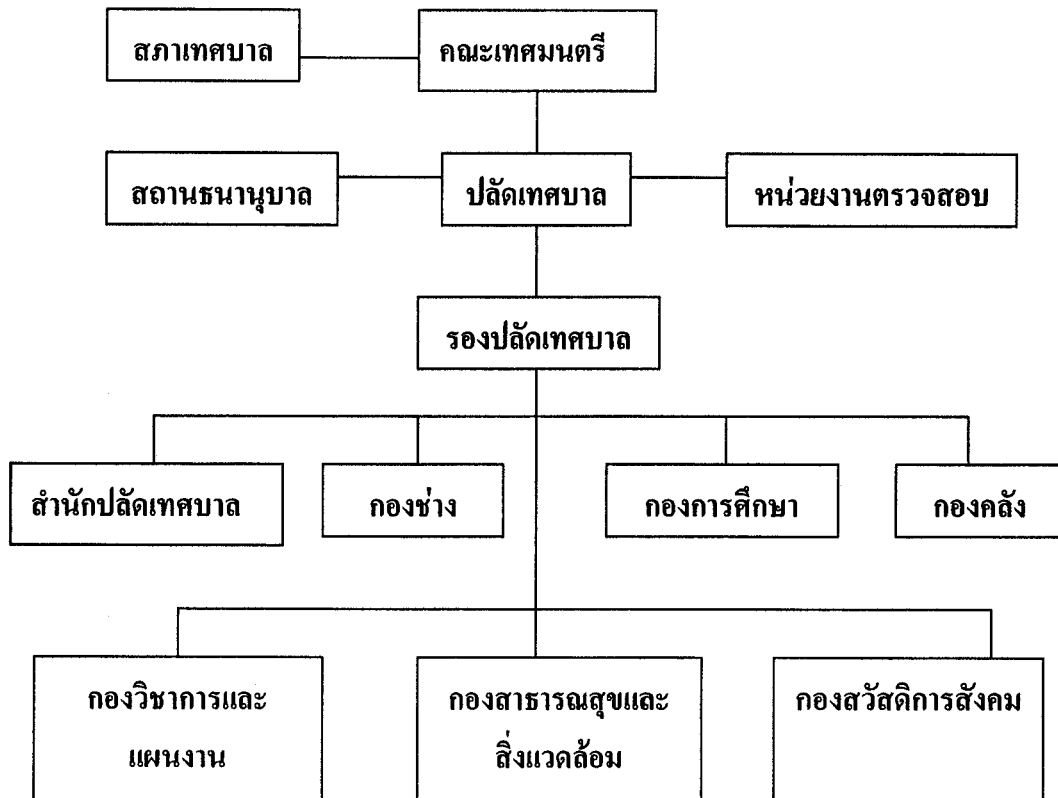 สภาเทศบาล
คณะเทศมนตรี
สถานธนานุบาล
ปลัดเทศบาล
หน่วยงานตรวจสอบ
รองปลัดเทศบาล
สำนักปลัดเทศบาล
กองช่าง
กองการศึกษา
กองคลัง
กองวิชาการและ
แผนงาน
กองสาธารณสุขและ
สิ่งแวดล้อม
กองสวัสดิการสังคม